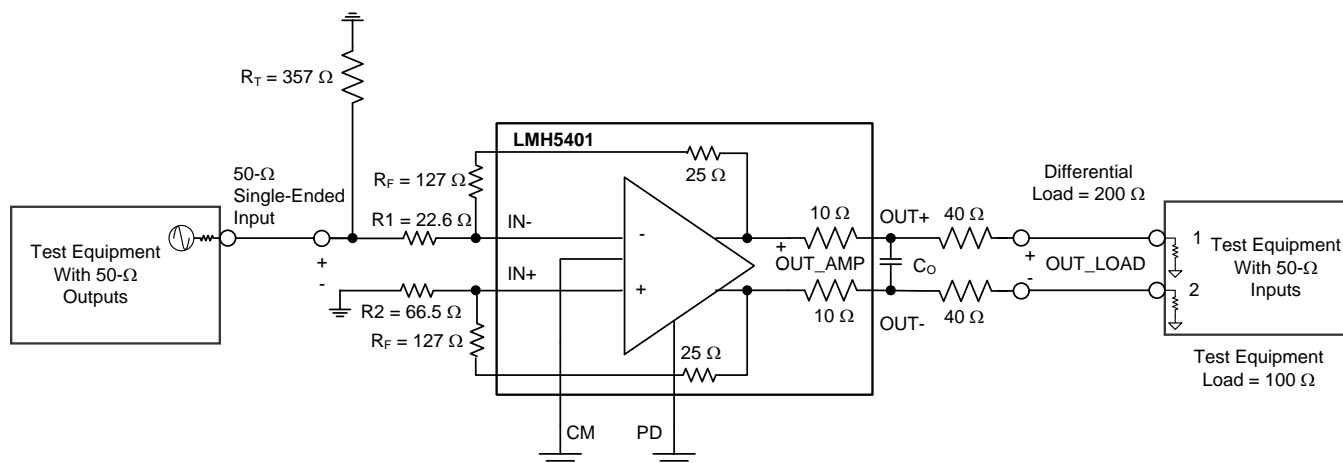 R_T = 357 Ω
LMH5401
50-Ω
Single-Ended
Input
R_F = 127 Ω
25 Ω
R1 = 22.6 Ω
IN-
-
+
-
Test Equipment
With 50-Ω
Outputs
IN+
+
R2 = 66.5 Ω
R_F = 127 Ω
25 Ω
10 Ω
OUT+
40 Ω
+
OUT_AMP
C_O
-
10 Ω
OUT-
40 Ω
Differential
Load = 200 Ω
+
OUT_LOAD
-
1
2
Test Equipment
With 50-Ω
Inputs
Test Equipment
Load = 100 Ω
CM
PD